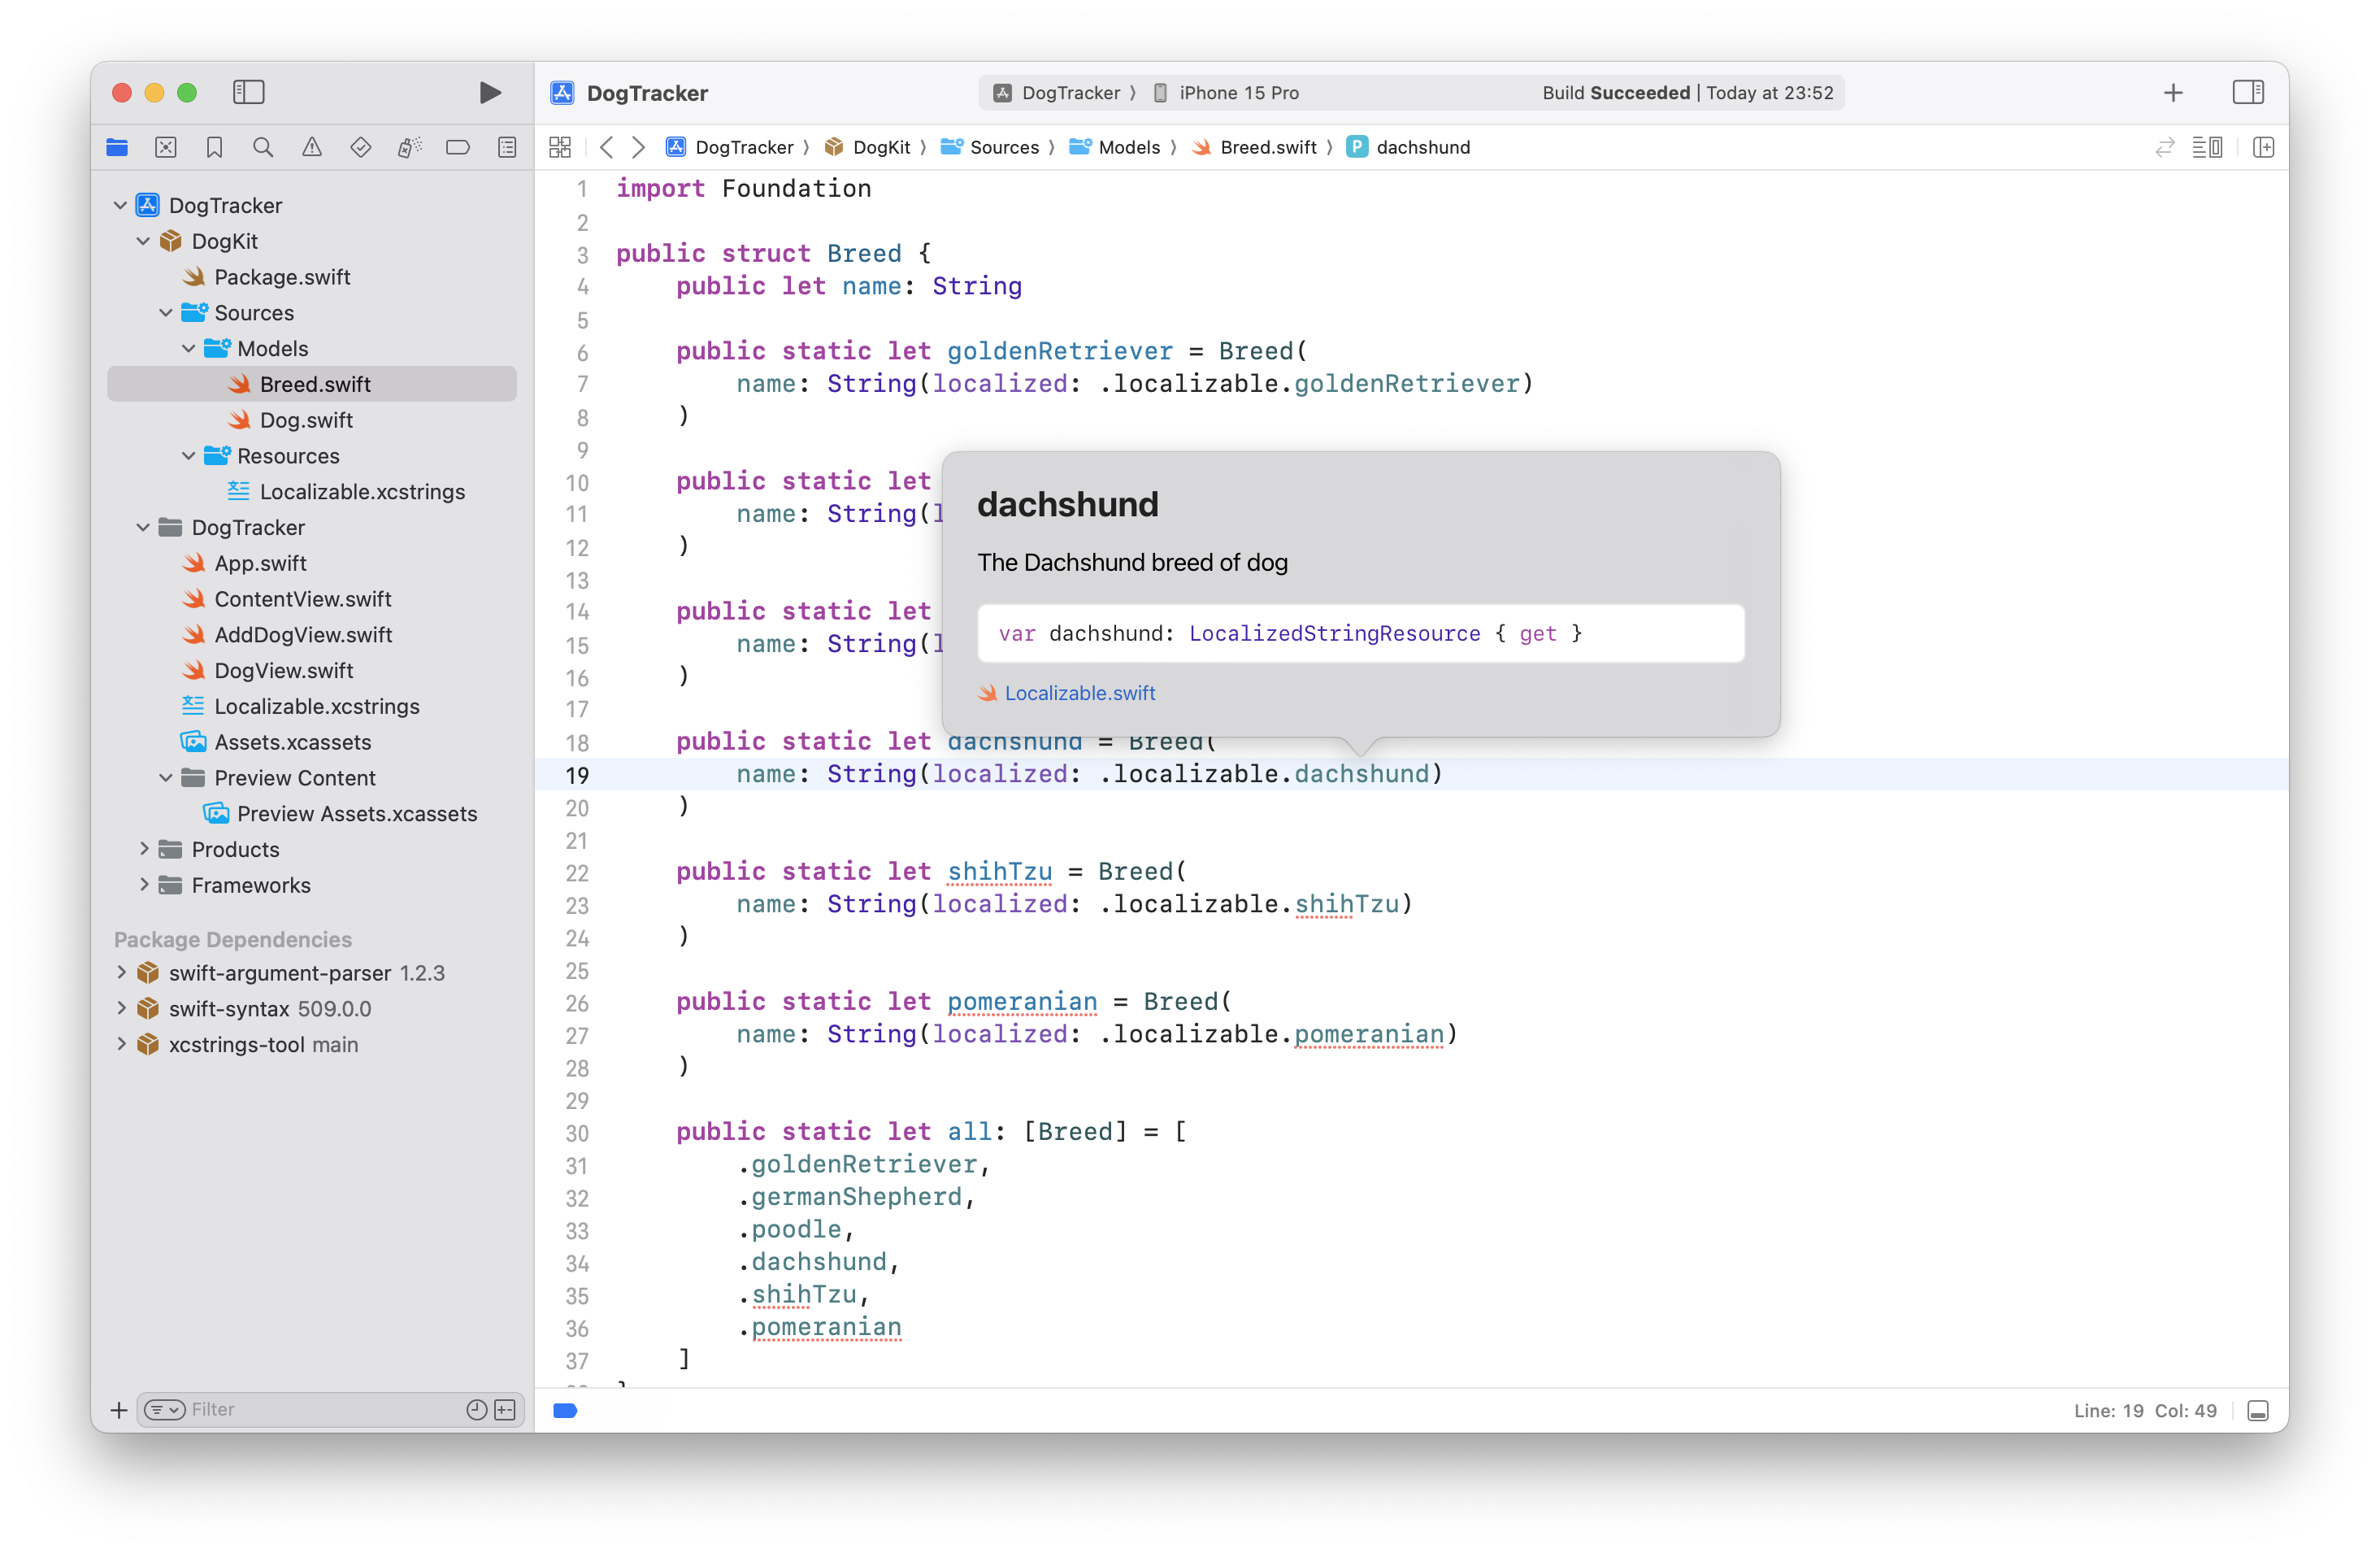 DogTracker
DogTracker 〉 iPhone 15 Pro
Build Succeeded | Today at 23:52
DogTracker 〉 DogKit 〉 Sources 〉 Models 〉 Breed.swift 〉 P dachshund
DogTracker
DogKit
Package.swift
Sources
Models
Breed.swift
Dog.swift
Resources
Localizable.xcstrings
DogTracker
App.swift
ContentView.swift
AddDogView.swift
DogView.swift
Localizable.xcstrings
Assets.xcassets
Preview Content
Preview Assets.xcassets
Products
Frameworks
Package Dependencies
swift-argument-parser 1.2.3
swift-syntax 509.0.0
xcstrings-tool main
Filter
1 import Foundation
2
3 public struct Breed {
4 public let name: String
5
6 public static let goldenRetriever = Breed(
7 name: String(localized: .localizable.goldenRetriever)
8 )
9
10 public static let
11 name: String(l
12 )
13
14 public static let
15 name: String(l
16 )
17
dachshund
The Dachshund breed of dog
var dachshund: LocalizedStringResource { get }
Localizable.swift
18 public static let dachshund = Breed(
19 name: String(localized: .localizable.dachshund)
20 )
21
22 public static let shihTzu = Breed(
23 name: String(localized: .localizable.shihTzu)
24 )
25
26 public static let pomeranian = Breed(
27 name: String(localized: .localizable.pomeranian)
28 )
29
30 public static let all: [Breed] = [
31 .goldenRetriever,
32 .germanShepherd,
33 .poodle,
34 .dachshund,
35 .shihTzu,
36 .pomeranian
37 ]
Line: 19 Col: 49